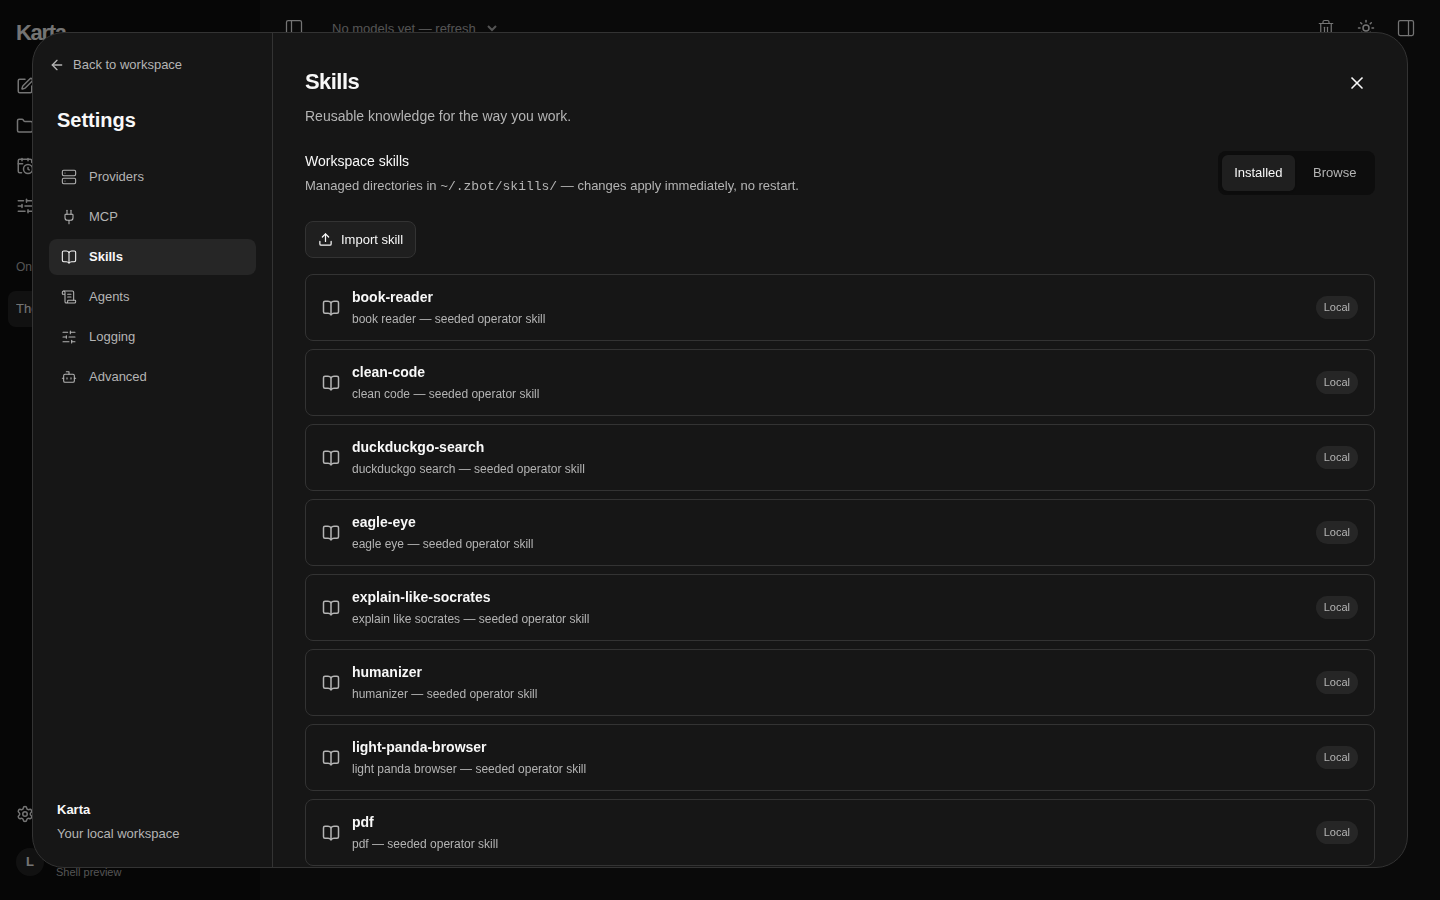 Karta
No models yet — refresh
Back to workspace
Settings
Providers
MCP
Skills
Agents
Logging
Advanced
Karta
Your local workspace
L
Shell preview
Skills
Reusable knowledge for the way you work.
Workspace skills
Managed directories in ~/.zbot/skills/ — changes apply immediately, no restart.
Installed
Browse
Import skill
book-reader
book reader — seeded operator skill
Local
clean-code
clean code — seeded operator skill
Local
duckduckgo-search
duckduckgo search — seeded operator skill
Local
eagle-eye
eagle eye — seeded operator skill
Local
explain-like-socrates
explain like socrates — seeded operator skill
Local
humanizer
humanizer — seeded operator skill
Local
light-panda-browser
light panda browser — seeded operator skill
Local
pdf
pdf — seeded operator skill
Local